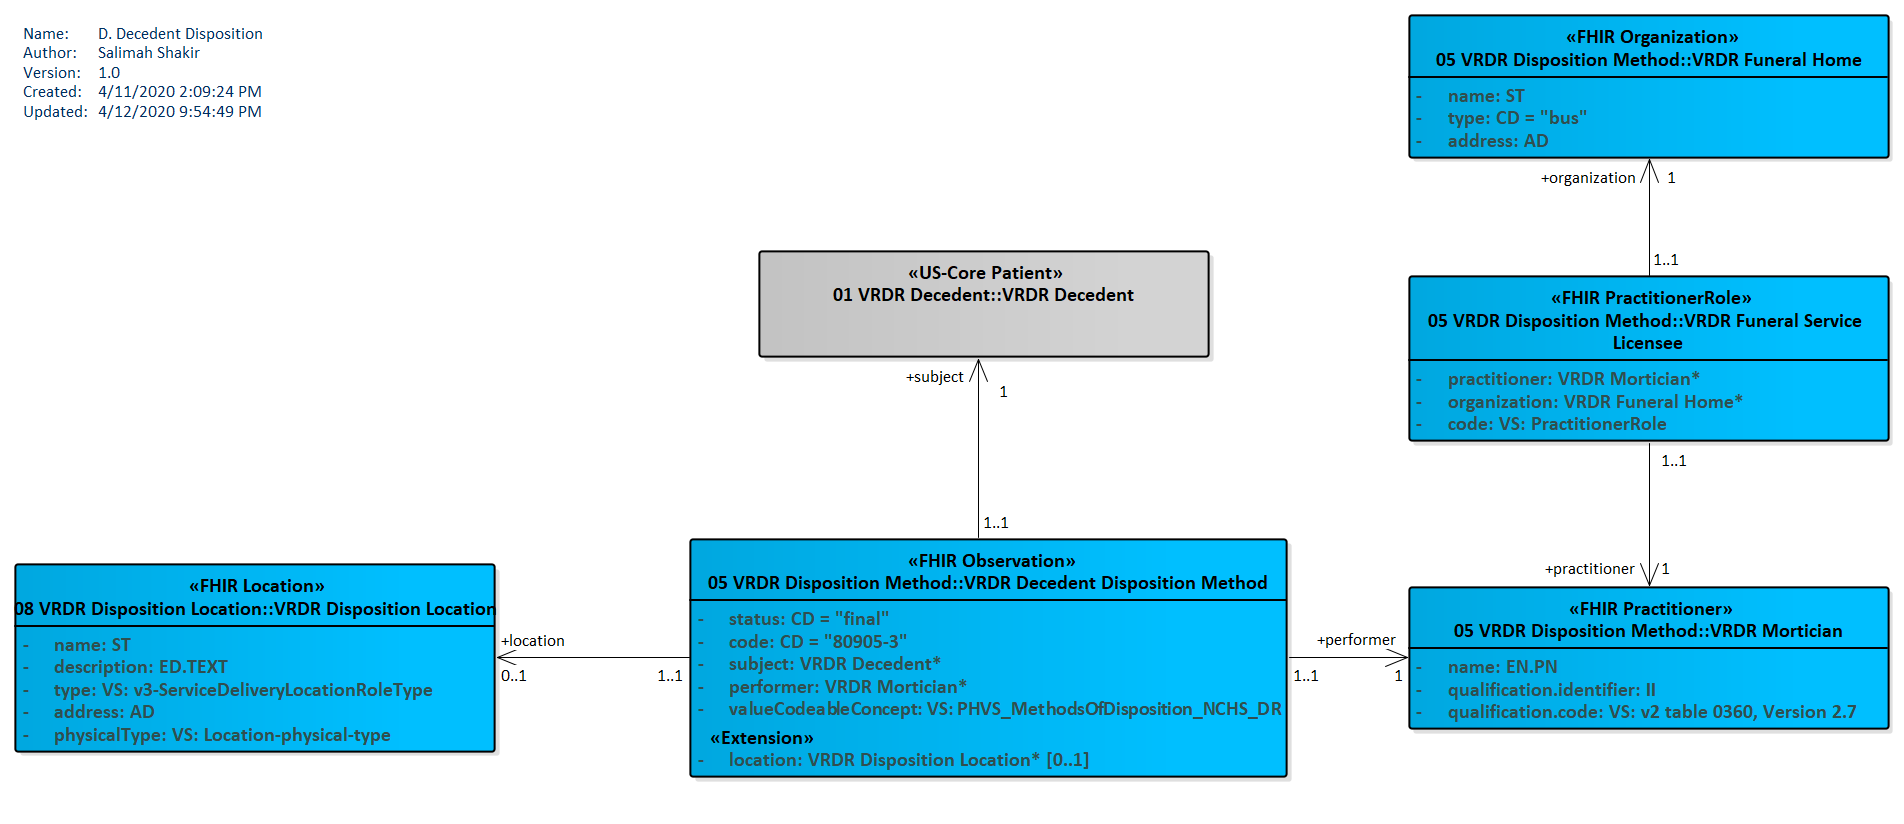 Name: D. Decedent Disposition
Author: Salimah Shakir
Version: 1.0
Created: 4/11/2020 2:09:24 PM
Updated: 4/12/2020 9:54:49 PM
«FHIR Organization»
05 VRDR Disposition Method::VRDR Funeral Home
- name: ST
- type: CD = "bus"
- address: AD
+organization 1
1..1
«US-Core Patient»
01 VRDR Decedent::VRDR Decedent
+subject
1
1..1
«FHIR PractitionerRole»
05 VRDR Disposition Method::VRDR Funeral Service
Licensee
- practitioner: VRDR Mortician*
- organization: VRDR Funeral Home*
- code: VS: PractitionerRole
1..1
+practitioner 1
«FHIR Location»
08 VRDR Disposition Location::VRDR Disposition Location
- name: ST
- description: ED.TEXT
- type: VS: v3-ServiceDeliveryLocationRoleType
- address: AD
- physicalType: VS: Location-physical-type
+location
0..1 1..1
«FHIR Observation»
05 VRDR Disposition Method::VRDR Decedent Disposition Method
- status: CD = "final"
- code: CD = "80905-3"
- subject: VRDR Decedent*
- performer: VRDR Mortician*
- valueCodeableConcept: VS: PHVS_MethodsOfDisposition_NCHS_DR
«Extension»
- location: VRDR Disposition Location* [0..1]
+performer
1..1 1
«FHIR Practitioner»
05 VRDR Disposition Method::VRDR Mortician
- name: EN.PN
- qualification.identifier: II
- qualification.code: VS: v2 table 0360, Version 2.7